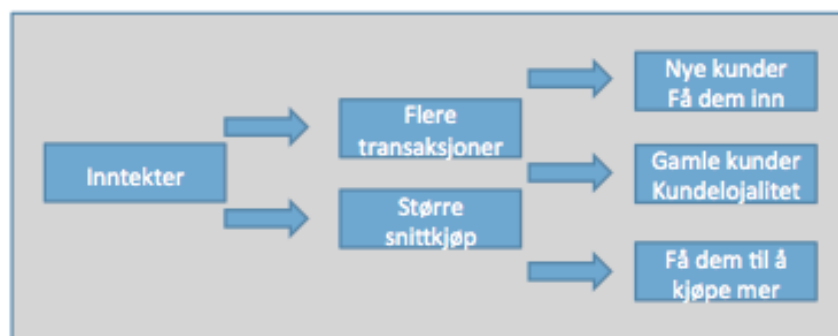 Inntekter
Flere
transaksjoner
Større
snittkjøp
Nye kunder
Få dem inn
Gamle kunder
Kundelojalitet
Få dem til å
kjøpe mer